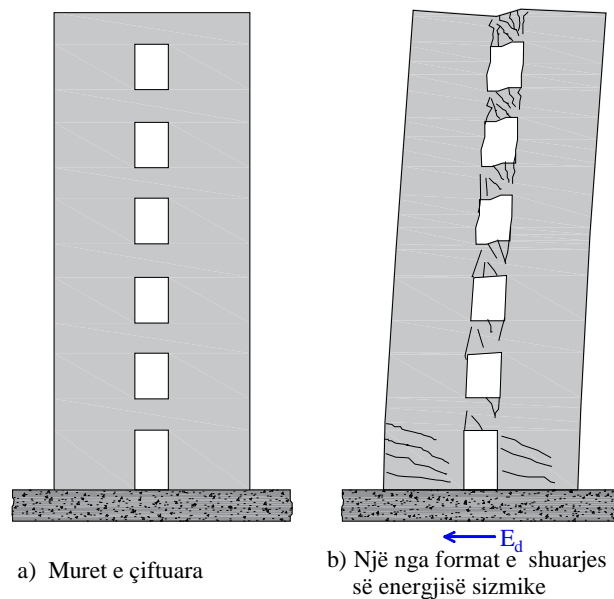 a) Muret e çiftuara
E_d
b) Një nga format e shuarjes
së energjisë sizmike